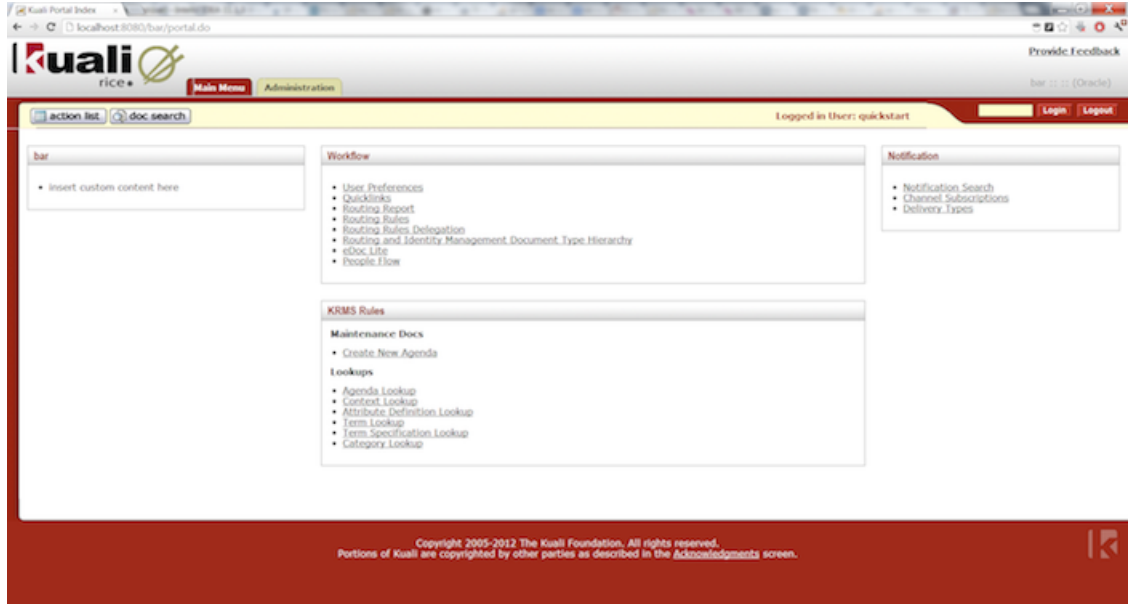 Kuali Portal Index
localhost:8080/bar/portal.do
kuali
rice
Provide Feedback
Main Menu
Administration
bar :: :: (Oracle)
action list
doc search
Logged in User: quickstart
Login
Logout
bar
• insert custom content here
Workflow
• User Preferences
• Quicklinks
• Routing Report
• Routing Rules
• Routing Rules Delegation
• Routing and Identity Management Document Type Hierarchy
• eDoc Lite
• People Flow
KRMS Rules
Maintenance Docs
• Create New Agenda
Lookups
• Agenda Lookup
• Context Lookup
• Attribute Definition Lookup
• Term Lookup
• Term Specification Lookup
• Category Lookup
Notification
• Notification Search
• Channel Subscriptions
• Delivery Types
Copyright 2005-2012 The Kuali Foundation. All rights reserved.
Portions of Kuali are copyrighted by other parties as described in the Acknowledgments screen.